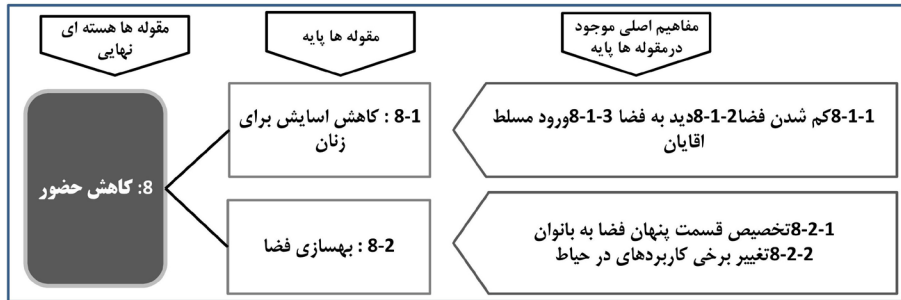 مفاهیم اصلی موجود
درمقوله ها پایه
مقوله ها پایه
مقوله ها هسته ای
نهایی
8-1-1کم شدن فضا8-1-2دید به فضا 8-1-3ورود مسلط
اقایان
8-1 : کاهش اسایش برای
زنان
8: کاهش حضور
8-2-1تخصیص قسمت پنهان فضا به بانوان
8-2-2تغییر برخی کاربردهای در حیاط
8-2 : بهسازی فضا